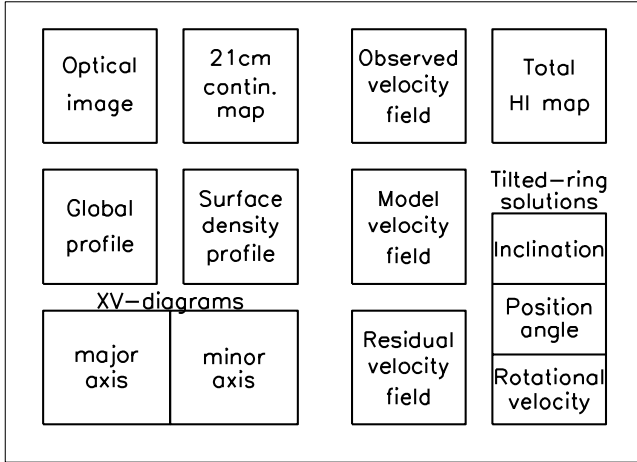 Optical
image
21cm
contin.
map
Observed
velocity
field
Total
HI map
Global
profile
Surface
density
profile
Model
velocity
field
Tilted-ring
solutions
Inclination
Position
angle
Rotational
velocity
XV-diagrams
major
axis
minor
axis
Residual
velocity
field